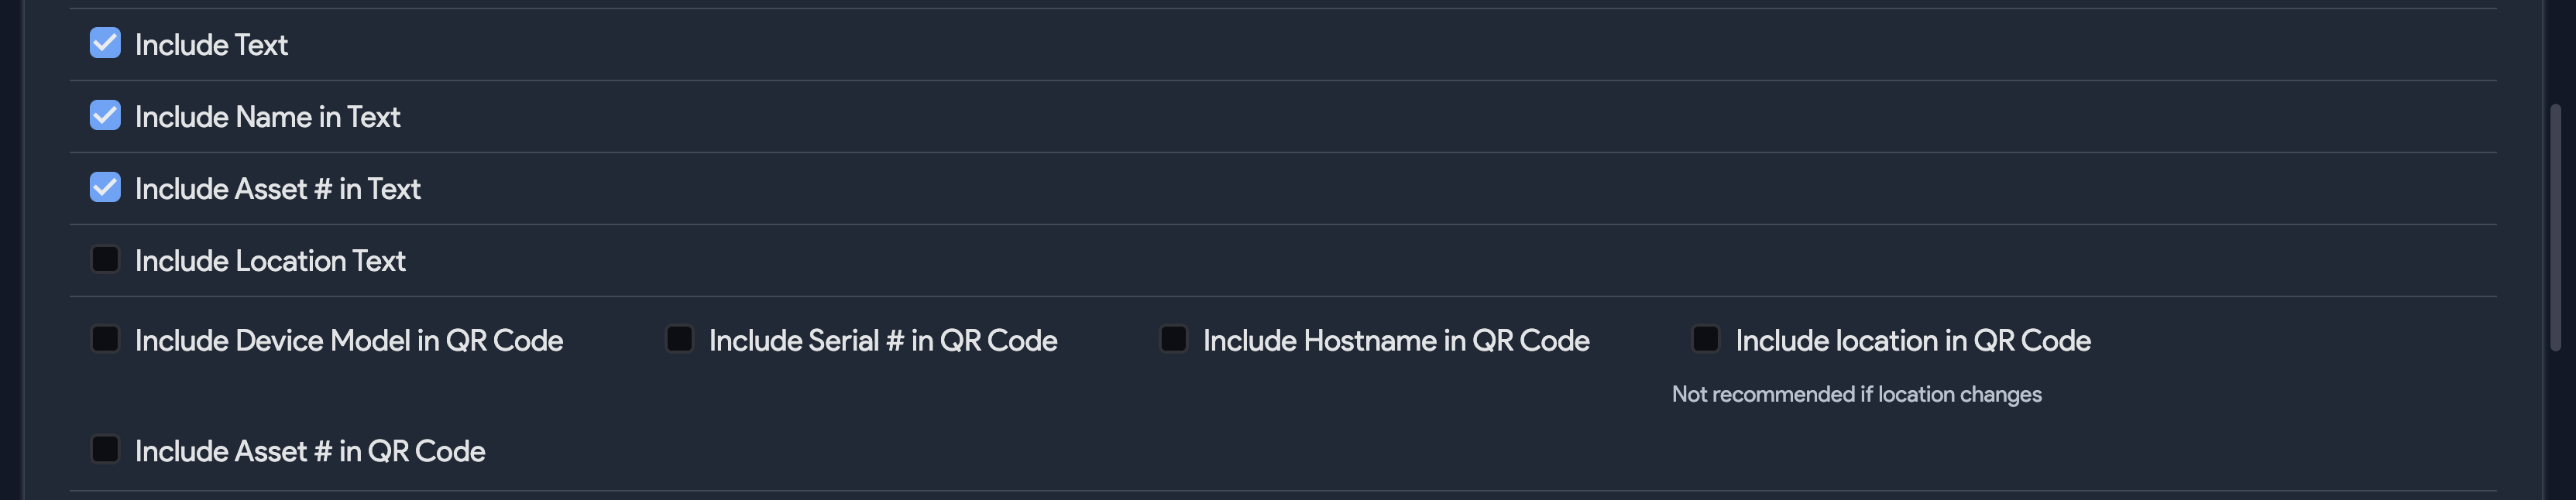 Include Text
Include Name in Text
Include Asset # in Text
Include Location Text
Include Device Model in QR Code
Include Serial # in QR Code
Include Hostname in QR Code
Include location in QR Code
Not recommended if location changes
Include Asset # in QR Code